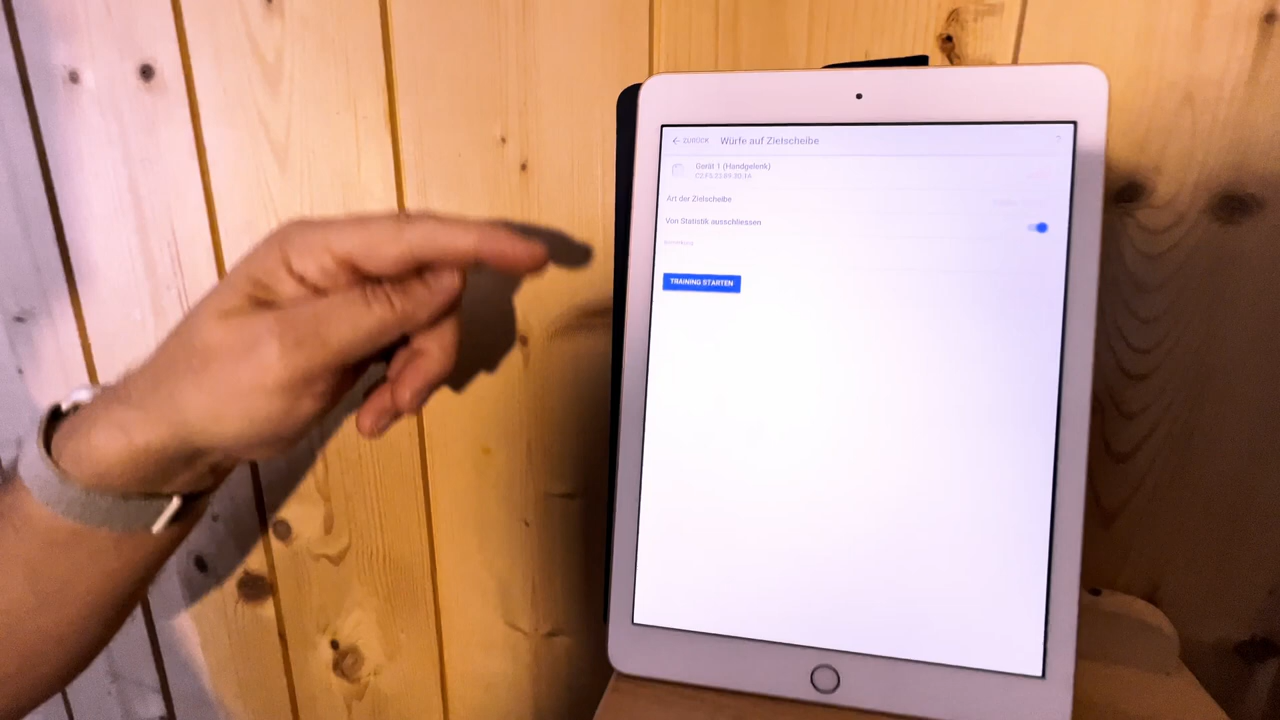 ← ZURÜCK Würfe auf Zielscheibe
Gerät 1 (Handgelenk)
Art der Zielscheibe
Von Statistik ausschliessen
TRAINING STARTEN